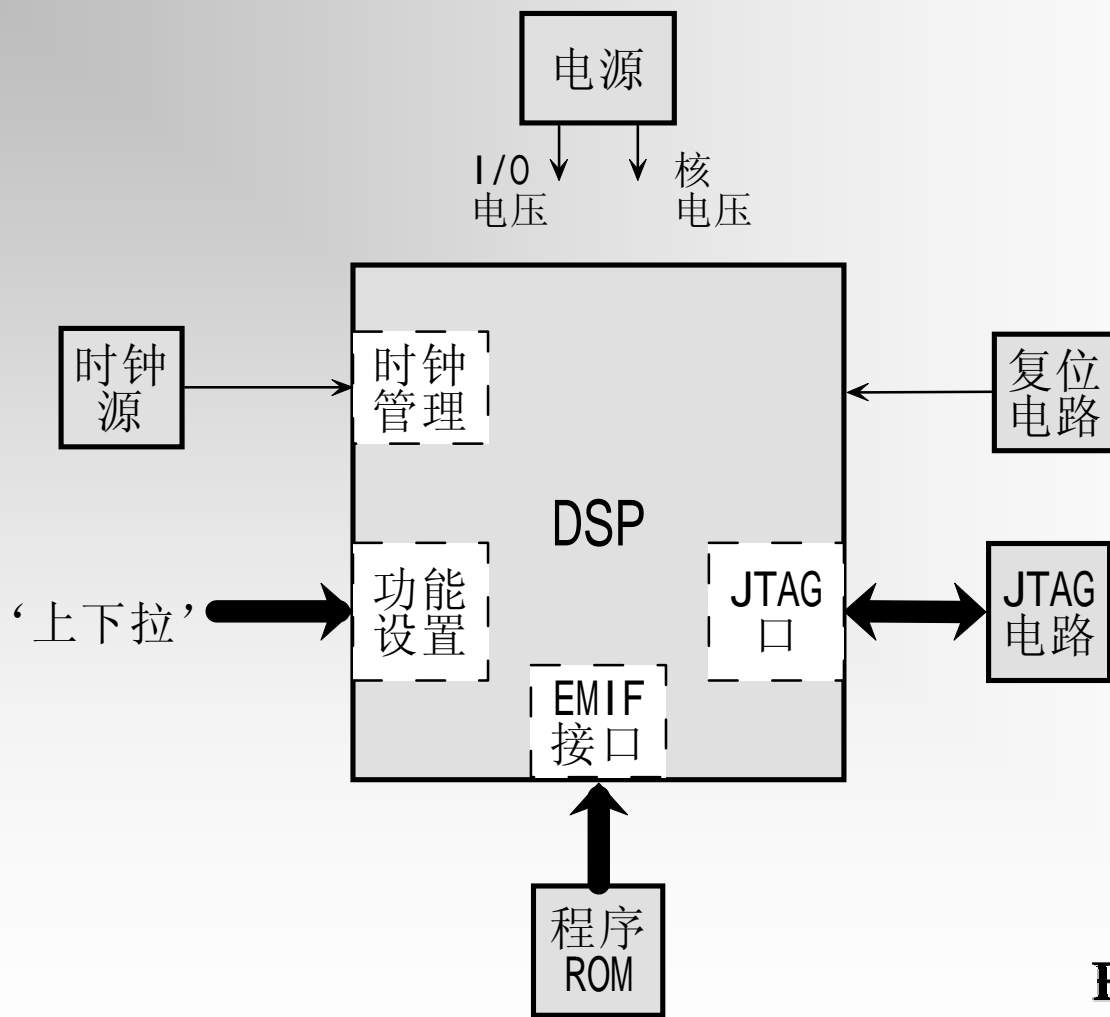 电源
I/O
电压
核
电压
时钟
源
时钟
管理
复位
电路
DSP
‘上下拉’
功能
设置
JTAG
口
JTAG
电路
EMIF
接口
程序
ROM